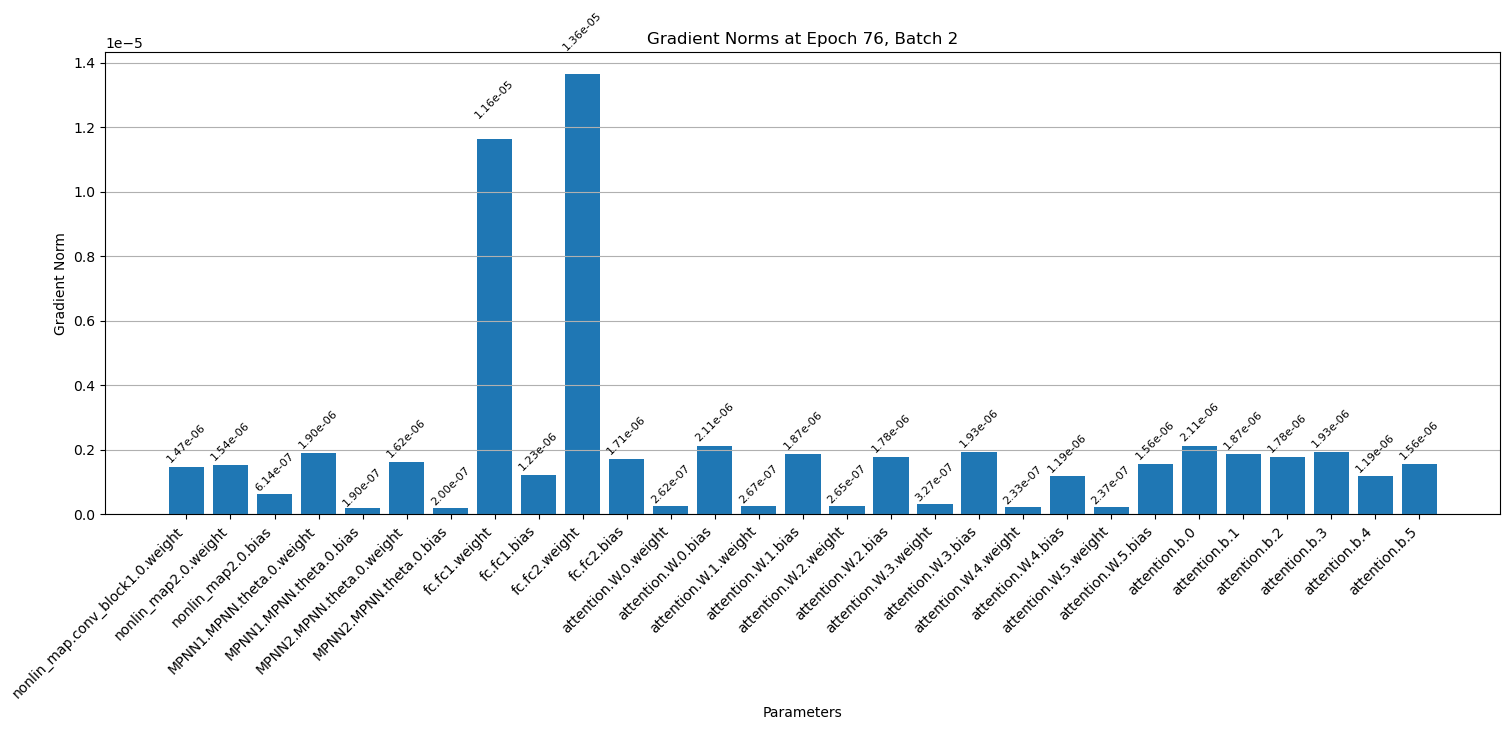 Gradient Norms at Epoch 76, Batch 2
1e−5
1.4
1.2
1.0
0.8
0.6
0.4
0.2
0.0
Gradient Norm
1.47e-06
1.54e-06
6.14e-07
1.90e-06
1.90e-07
1.62e-06
2.00e-07
1.16e-05
1.23e-06
1.36e-05
1.71e-06
2.62e-07
2.11e-06
2.67e-07
1.87e-06
2.65e-07
1.78e-06
3.27e-07
1.93e-06
2.33e-07
1.19e-06
2.37e-07
1.56e-06
2.11e-06
1.87e-06
1.78e-06
1.93e-06
1.19e-06
1.56e-06
nonlin_map.conv_block1.0.weight
nonlin_map2.0.weight
nonlin_map2.0.bias
MPNN1.MPNN.theta.0.weight
MPNN1.MPNN.theta.0.bias
MPNN2.MPNN.theta.0.weight
MPNN2.MPNN.theta.0.bias
fc.fc1.weight
fc.fc1.bias
fc.fc2.weight
fc.fc2.bias
attention.W.0.weight
attention.W.0.bias
attention.W.1.weight
attention.W.1.bias
attention.W.2.weight
attention.W.2.bias
attention.W.3.weight
attention.W.3.bias
attention.W.4.weight
attention.W.4.bias
attention.W.5.weight
attention.W.5.bias
attention.b.0
attention.b.1
attention.b.2
attention.b.3
attention.b.4
attention.b.5
Parameters